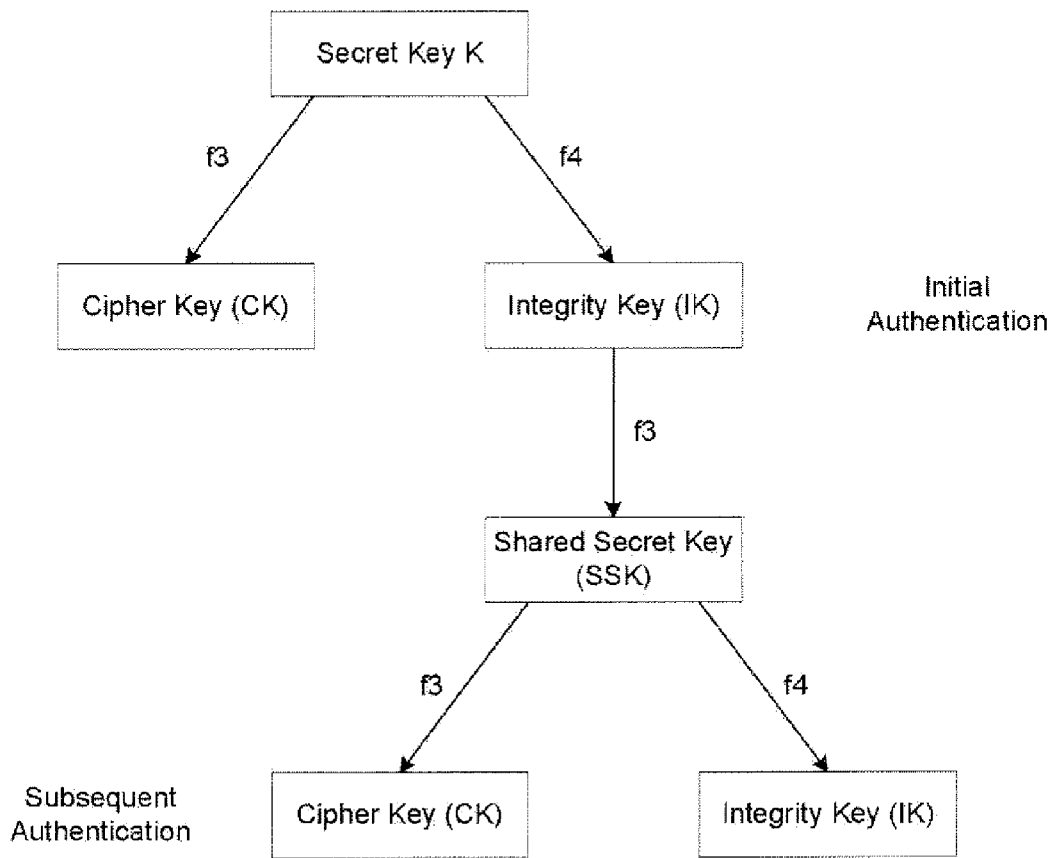 Secret Key K
f3
f4
Cipher Key (CK)
Integrity Key (IK)
Initial
Authentication
f3
Shared Secret Key
(SSK)
f3
f4
Subsequent
Authentication
Cipher Key (CK)
Integrity Key (IK)